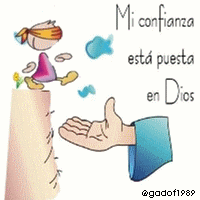 Mi confianza
está puesta
en Dios
@gadof1989